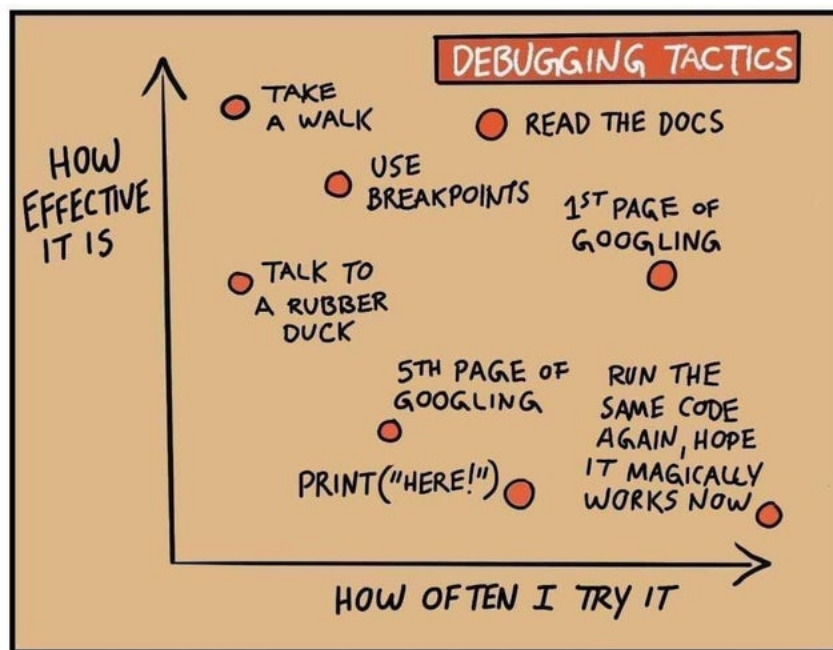 DEBUGGING TACTICS
HOW
EFFECTIVE
IT IS
TAKE
A WALK
READ THE DOCS
USE
BREAKPOINTS
1ST PAGE OF
GOOGLING
TALK TO
A RUBBER
DUCK
5TH PAGE OF
GOOGLING
RUN THE
SAME CODE
AGAIN, HOPE
IT MAGICALLY
WORKS NOW
PRINT("HERE!")
HOW OFTEN I TRY IT